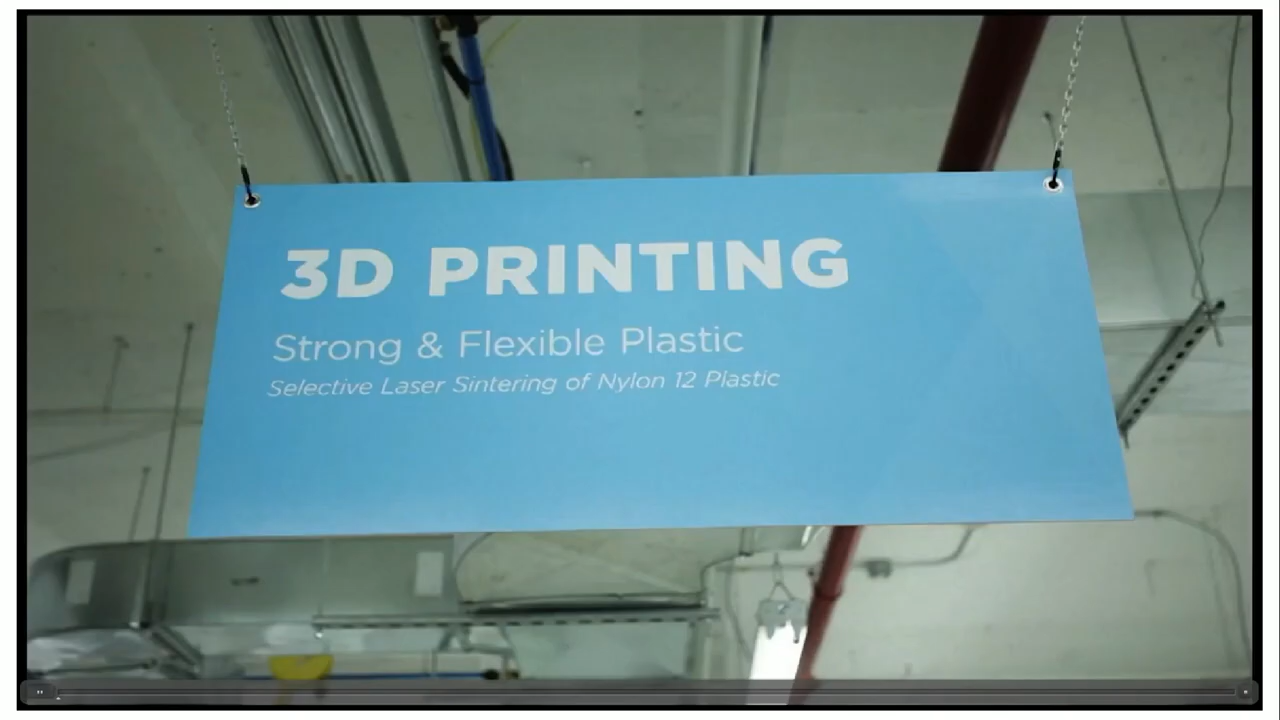 3D PRINTING
Strong & Flexible Plastic
Selective Laser Sintering of Nylon 12 Plastic